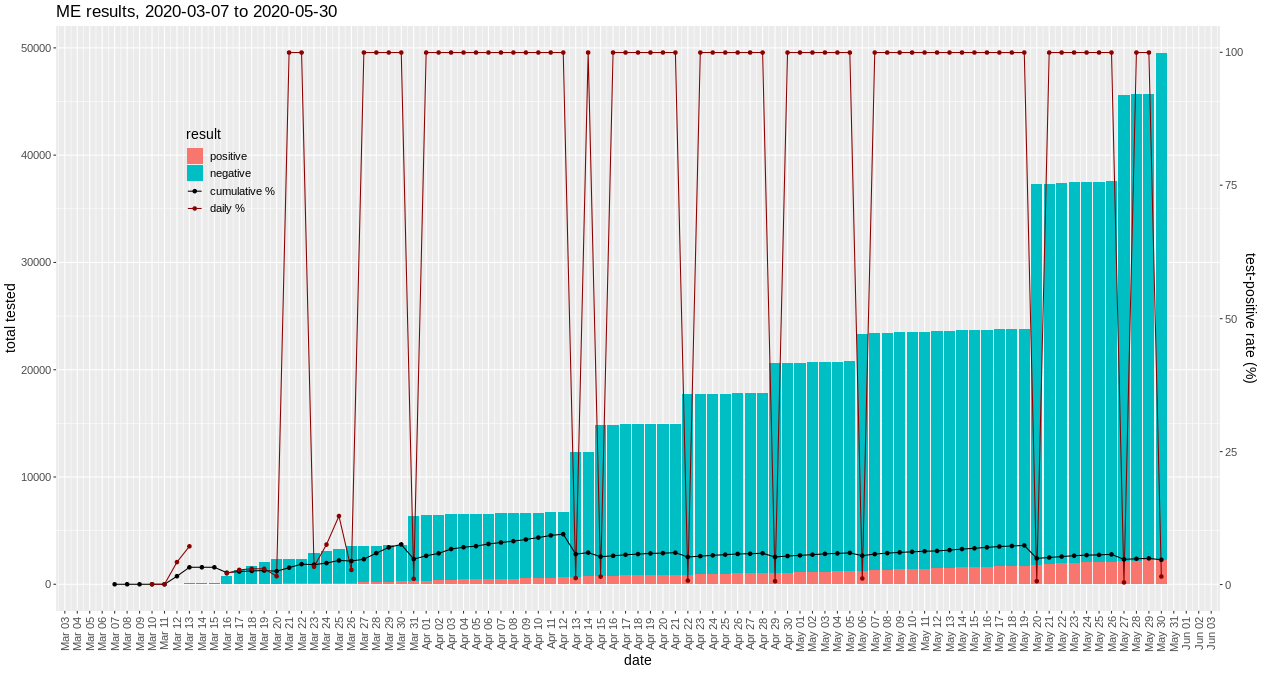 ME results, 2020-03-07 to 2020-05-30
total tested
50000
40000
30000
20000
10000
0
result
positive
negative
cumulative %
daily %
100
75
50
25
0
test-positive rate (%)
Mar 03
Mar 04
Mar 05
Mar 06
Mar 07
Mar 08
Mar 09
Mar 10
Mar 11
Mar 12
Mar 13
Mar 14
Mar 15
Mar 16
Mar 17
Mar 18
Mar 19
Mar 20
Mar 21
Mar 22
Mar 23
Mar 24
Mar 25
Mar 26
Mar 27
Mar 28
Mar 29
Mar 30
Mar 31
Apr 01
Apr 02
Apr 03
Apr 04
Apr 05
Apr 06
Apr 07
Apr 08
Apr 09
Apr 10
Apr 11
Apr 12
Apr 13
Apr 14
Apr 15
Apr 16
Apr 17
Apr 18
Apr 19
Apr 20
Apr 21
Apr 22
Apr 23
Apr 24
Apr 25
Apr 26
Apr 27
Apr 28
Apr 29
Apr 30
May 01
May 02
May 03
May 04
May 05
May 06
May 07
May 08
May 09
May 10
May 11
May 12
May 13
May 14
May 15
May 16
May 17
May 18
May 19
May 20
May 21
May 22
May 23
May 24
May 25
May 26
May 27
May 28
May 29
May 30
May 31
Jun 01
Jun 02
Jun 03
date